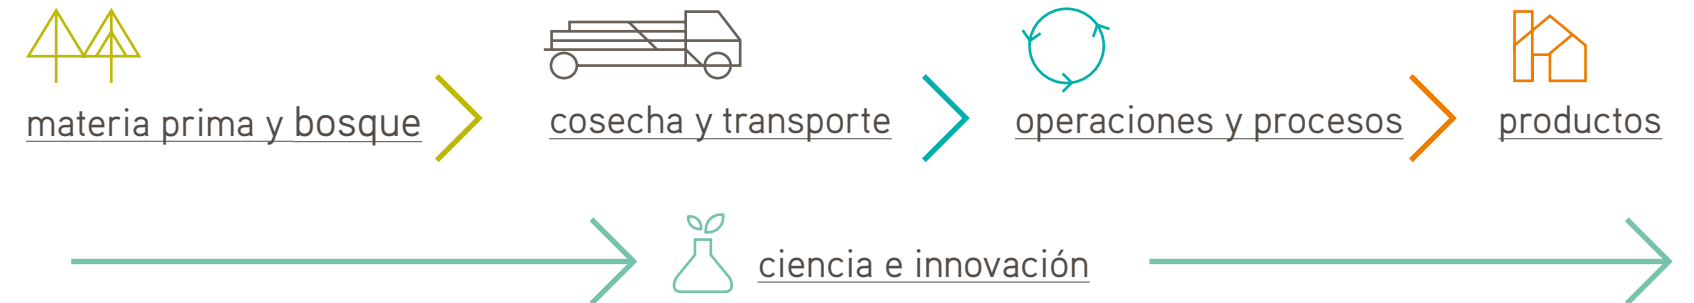 materia prima y bosque
cosecha y transporte
operaciones y procesos
productos
ciencia e innovación